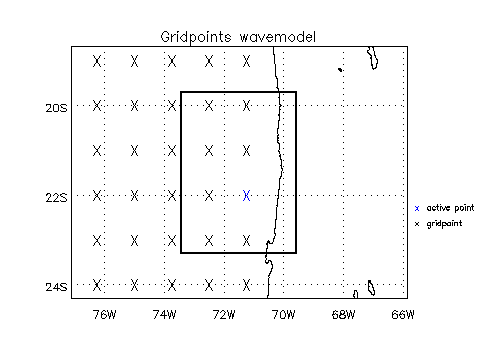 Gridpoints wavemodel
X X X X X
20S X X X X X
X X X X X
22S X X X X X
X X X X X
24S X X X X X
76W 74W 72W 70W 68W 66W
x active point
x gridpoint